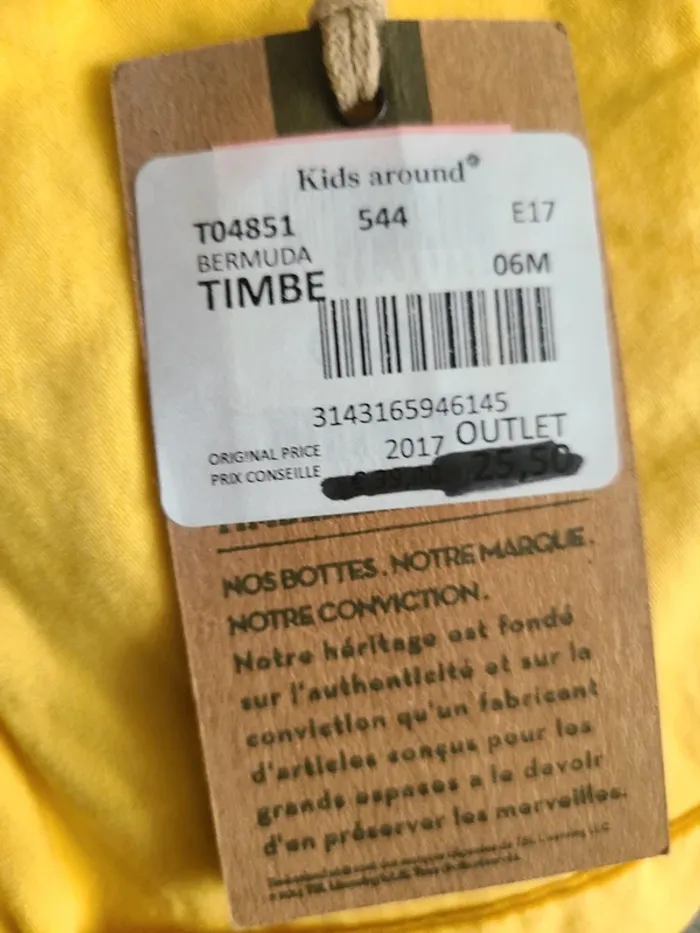 Kids around®
T04851 544 E17
BERMUDA 06M
TIMBE
3143165946145
ORIGINAL PRICE 2017 OUTLET
PRIX CONSEILLE 25,50
NOS BOTTES. NOTRE MARQUE.
NOTRE CONVICTION.
Notre héritage est fondé
sur l'authenticité et sur la
conviction qu'un fabricant
d'articles conçus pour les
grands espaces a le devoir
d'en préserver les merveilles.